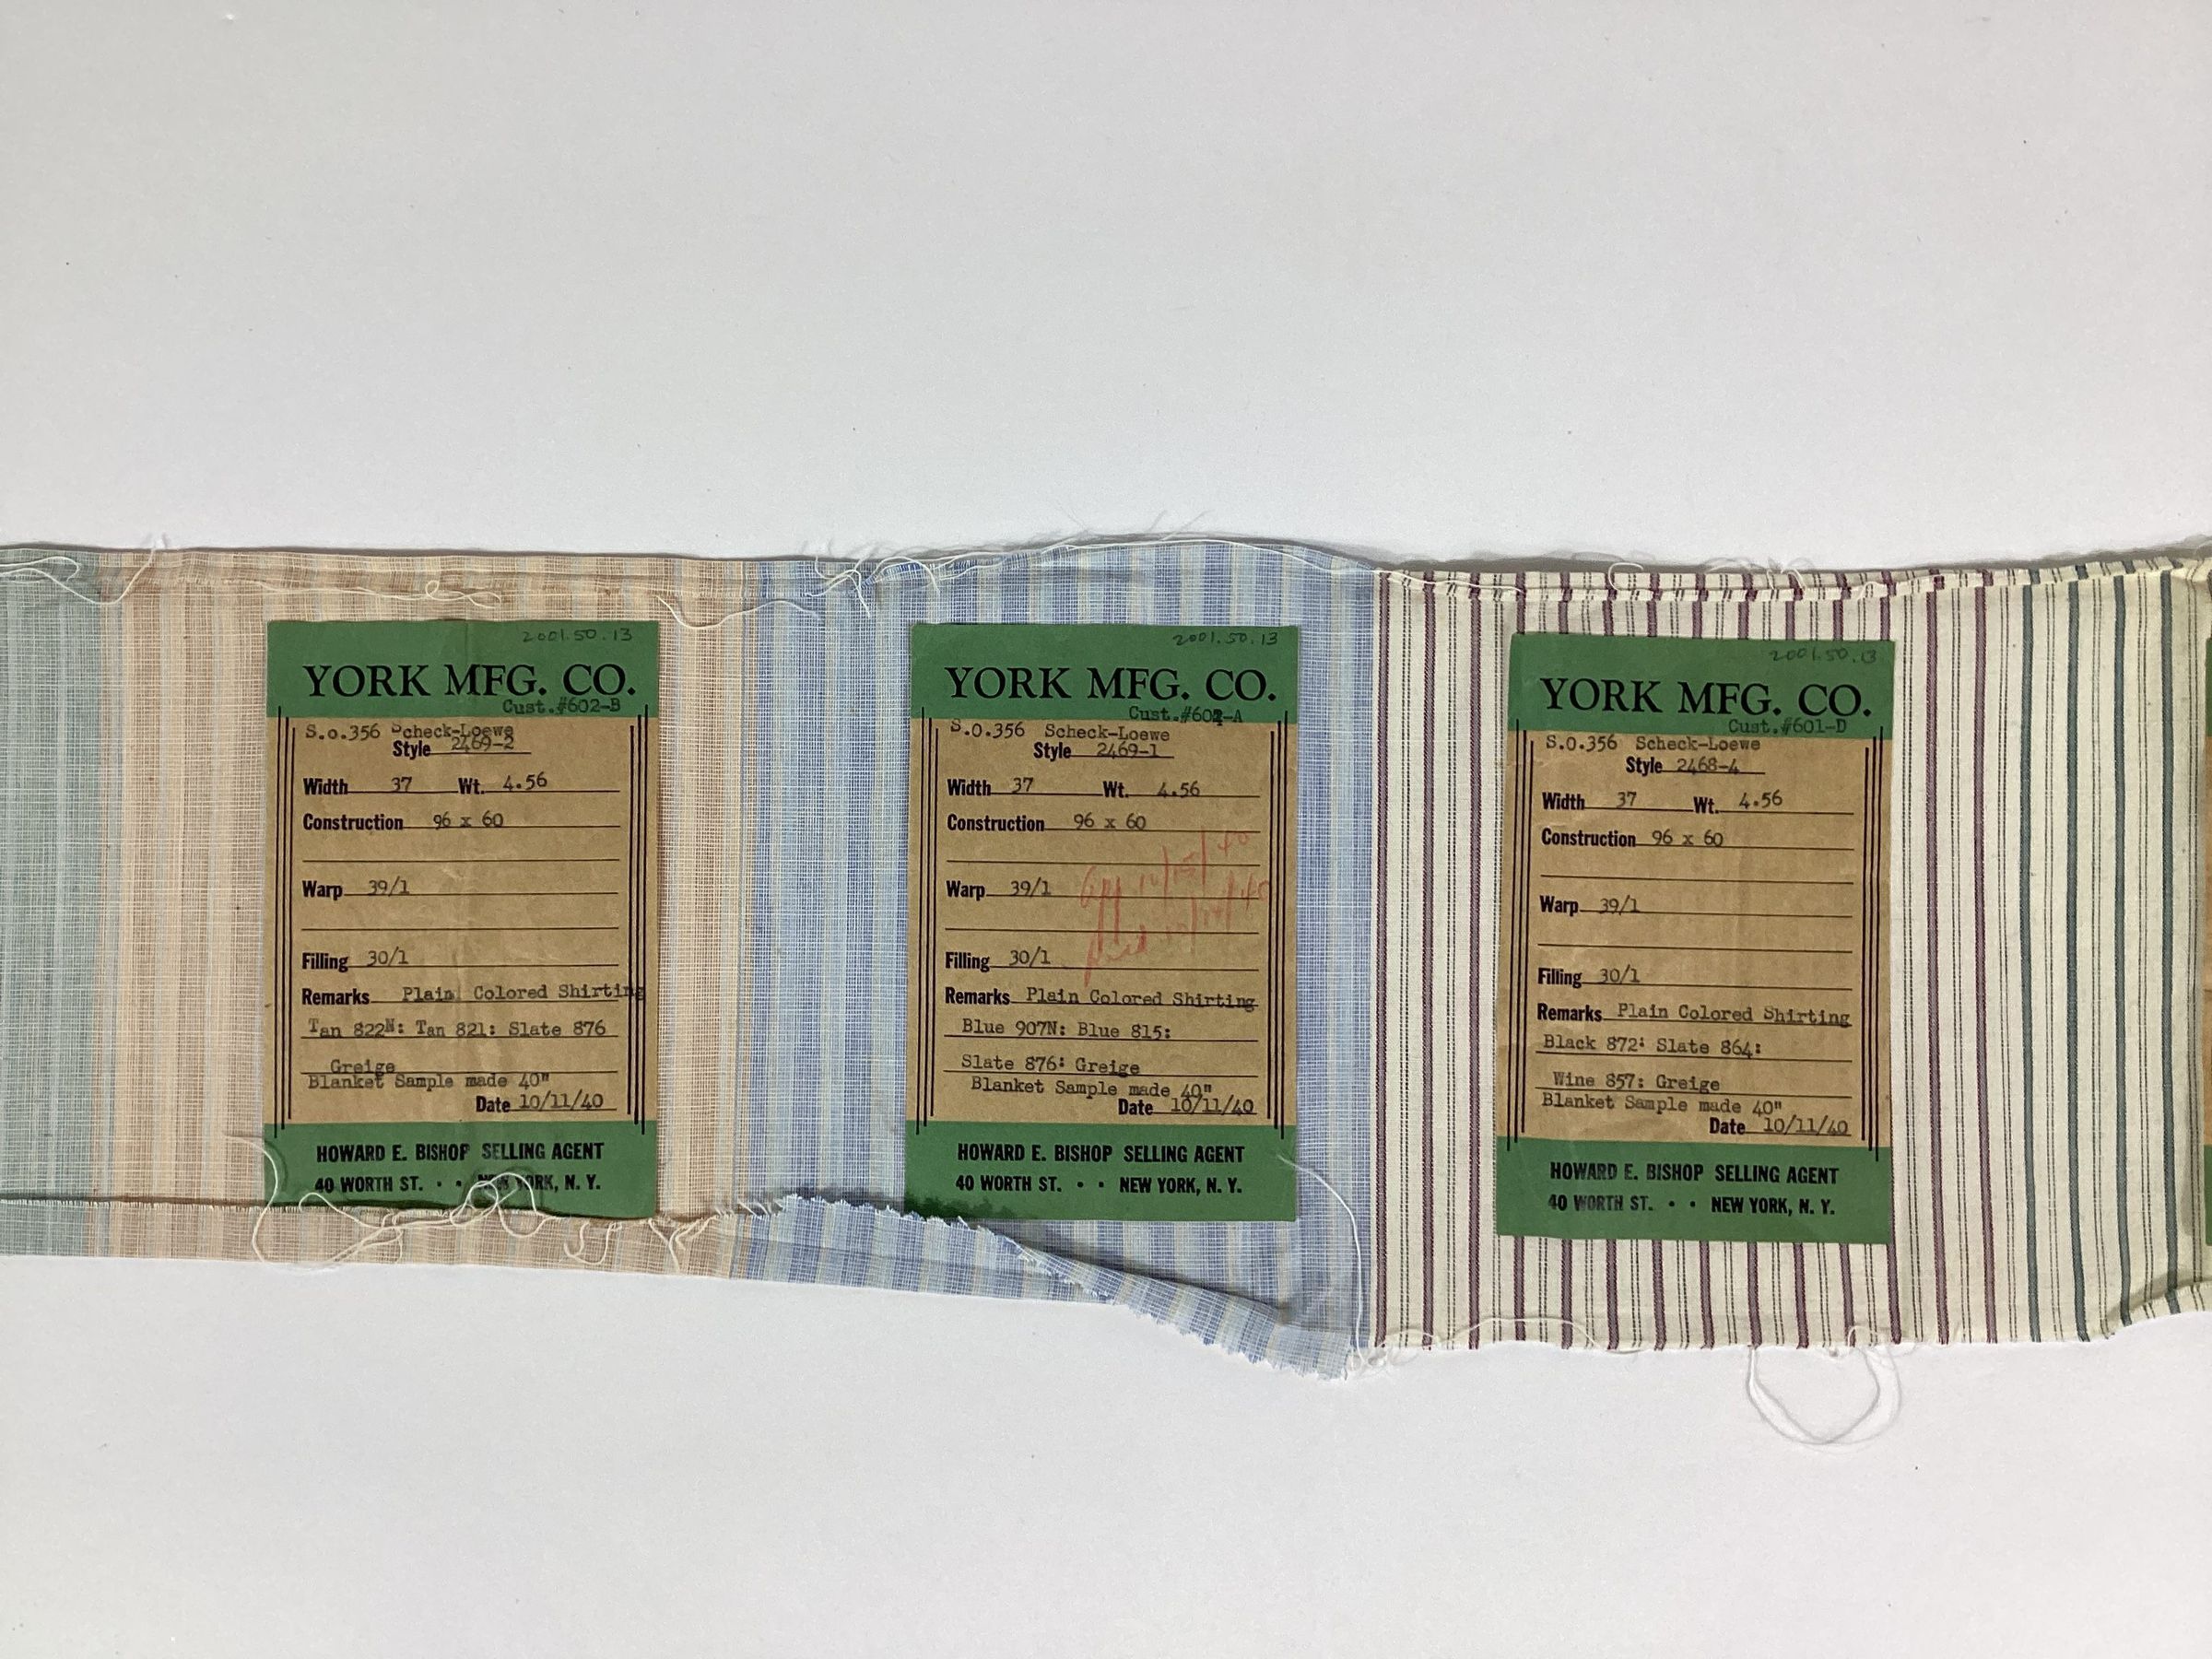 2001.50.13
YORK MFG. CO.
Cust.#602-B
S.o.356 Scheck-Loewe
Style 2469-2
Width 37 Wt. 4.56
Construction 96 x 60
Warp 39/1
Filling 30/1
Remarks Plain Colored Shirting
Tan 822N: Tan 821: Slate 876
Greige
Blanket Sample made 40"
Date 10/11/40
HOWARD E. BISHOP SELLING AGENT
40 WORTH ST. · · NEW YORK, N. Y.
2001.50.13
YORK MFG. CO.
Cust.#602-A
S.O.356 Scheck-Loewe
Style 2469-1
Width 37 Wt. 4.56
Construction 96 x 60
Warp 39/1
Filling 30/1
Remarks Plain Colored Shirting
Blue 907N: Blue 815:
Slate 876: Greige
Blanket Sample made 40"
Date 10/11/40
HOWARD E. BISHOP SELLING AGENT
40 WORTH ST. · · NEW YORK, N. Y.
2001.50.13
YORK MFG. CO.
Cust.#601-D
S.O.356 Scheck-Loewe
Style 2468-4
Width 37 Wt. 4.56
Construction 96 x 60
Warp 39/1
Filling 30/1
Remarks Plain Colored Shirting
Black 872: Slate 864:
Wine 857: Greige
Blanket Sample made 40"
Date 10/11/40
HOWARD E. BISHOP SELLING AGENT
40 WORTH ST. · · NEW YORK, N. Y.